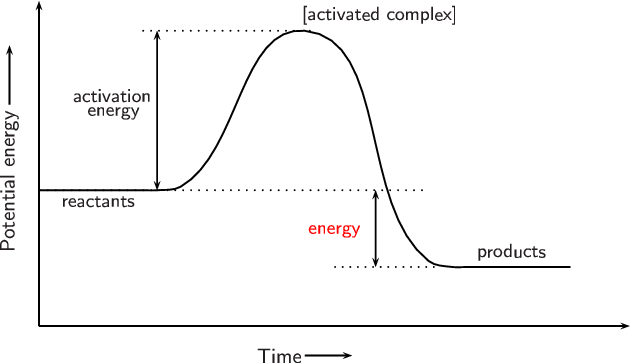 [activated complex]
activation
energy
Potential energy
reactants
energy
products
Time